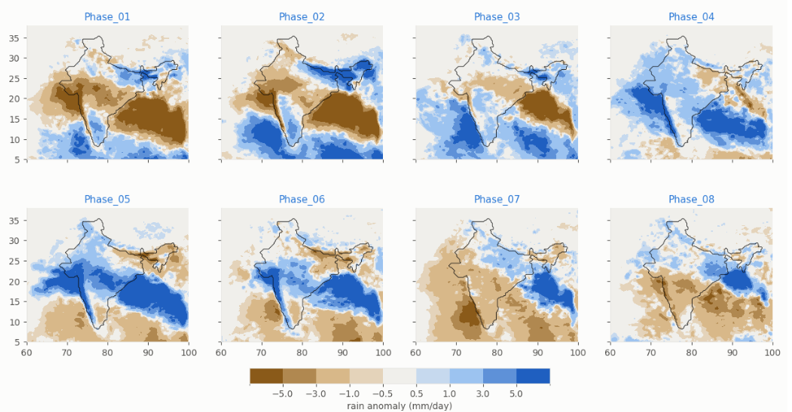 Phase_01 Phase_02 Phase_03 Phase_04
35
30
25
20
15
10
5
Phase_05 Phase_06 Phase_07 Phase_08
35
30
25
20
15
10
5
60 70 80 90 100 60 70 80 90 100 60 70 80 90 100 60 70 80 90 100
−5.0 −3.0 −1.0 −0.5 0.5 1.0 3.0 5.0
rain anomaly (mm/day)